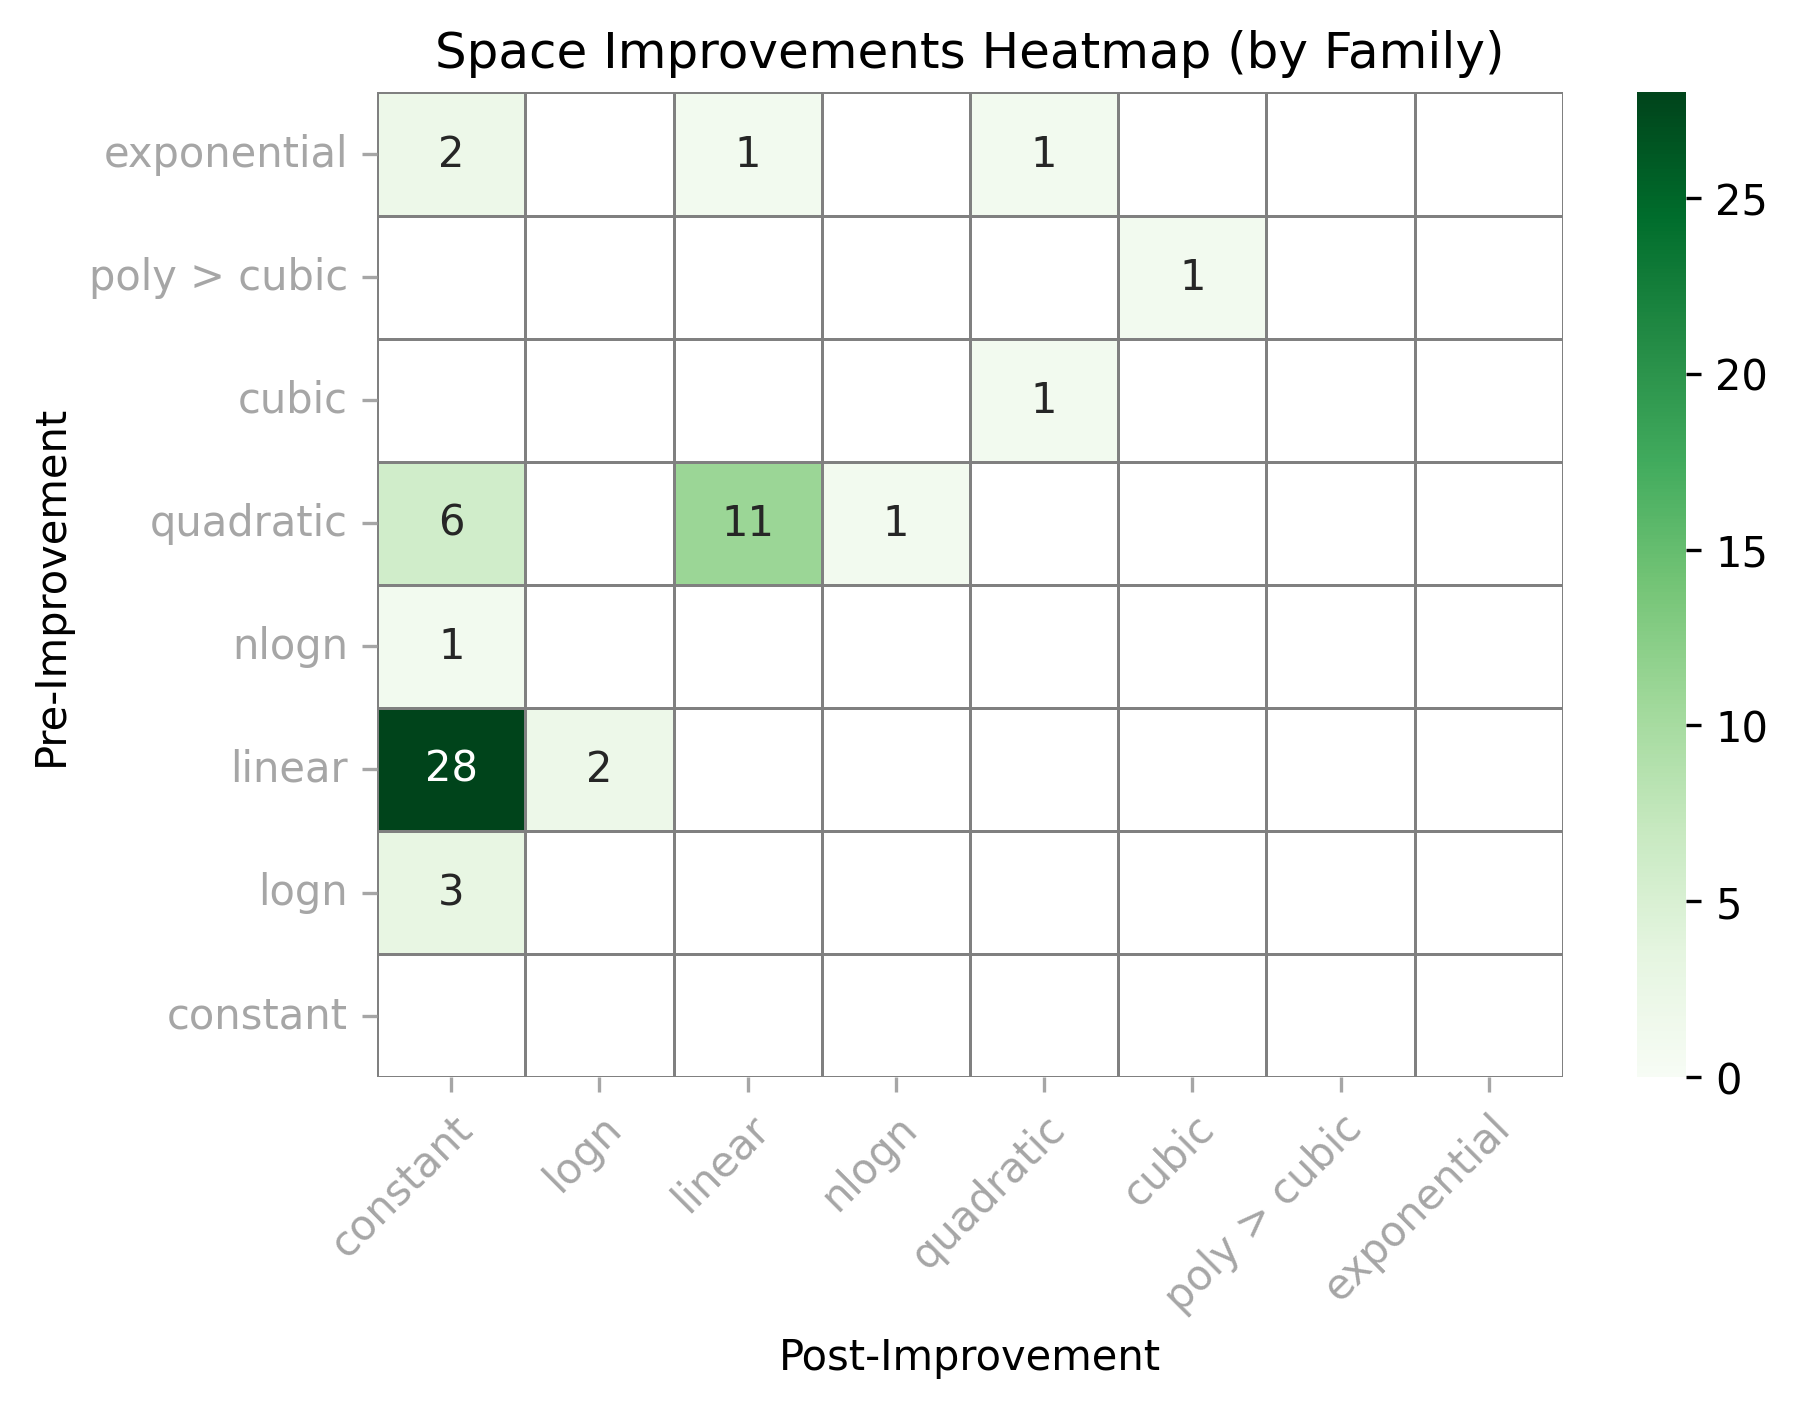 Space Improvements Heatmap (by Family)
exponential 2 1 1
poly > cubic 1
cubic 1
quadratic 6 11 1
nlogn 1
linear 28 2
logn 3
constant
Pre-Improvement
constant logn linear nlogn quadratic cubic poly > cubic exponential
Post-Improvement
25
20
15
10
5
0